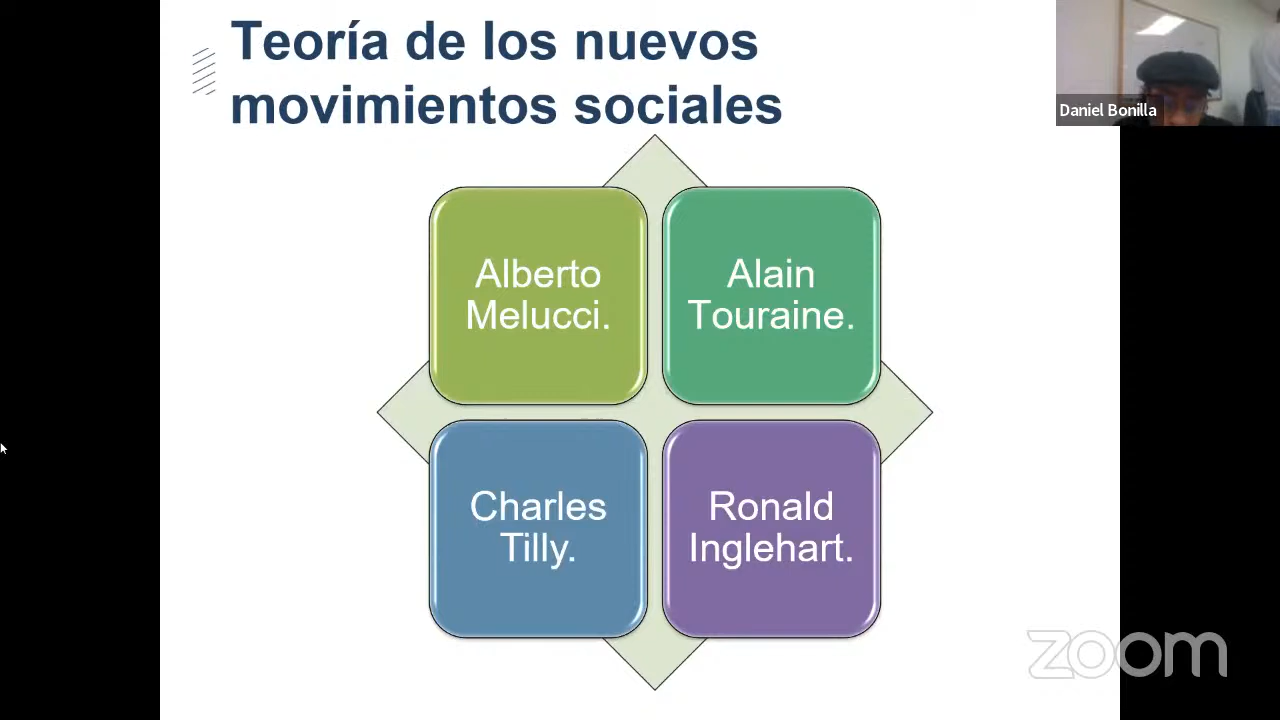 Teoría de los nuevos
movimientos sociales
Daniel Bonilla
Alberto
Melucci.
Alain
Touraine.
Charles
Tilly.
Ronald
Inglehart.
zoom